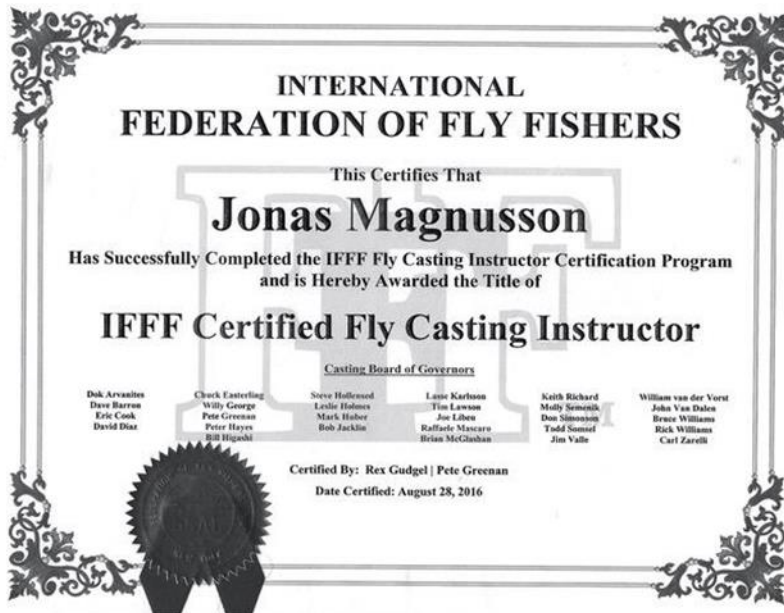 INTERNATIONAL
FEDERATION OF FLY FISHERS
This Certifies That
Jonas Magnusson
Has Successfully Completed the IFFF Fly Casting Instructor Certification Program
and is Hereby Awarded the Title of
IFFF Certified Fly Casting Instructor
Casting Board of Governors
Dok Arvanites
Dave Barron
Eric Cook
David Diaz
Chuck Easterling
Willy George
Pete Greenan
Peter Hayes
Bill Higashi
Steve Hollensed
Leslie Holmes
Mark Huber
Bob Jacklin
Lasse Karlsson
Tim Lawson
Joe Libeu
Raffaele Mascaro
Brian McGlashan
Keith Richard
Molly Semenik
Don Simonson
Todd Somsel
Jim Valle
William van der Vorst
John Van Dalen
Bruce Williams
Rick Williams
Carl Zarelli
Certified By: Rex Gudgel | Pete Greenan
Date Certified: August 28, 2016